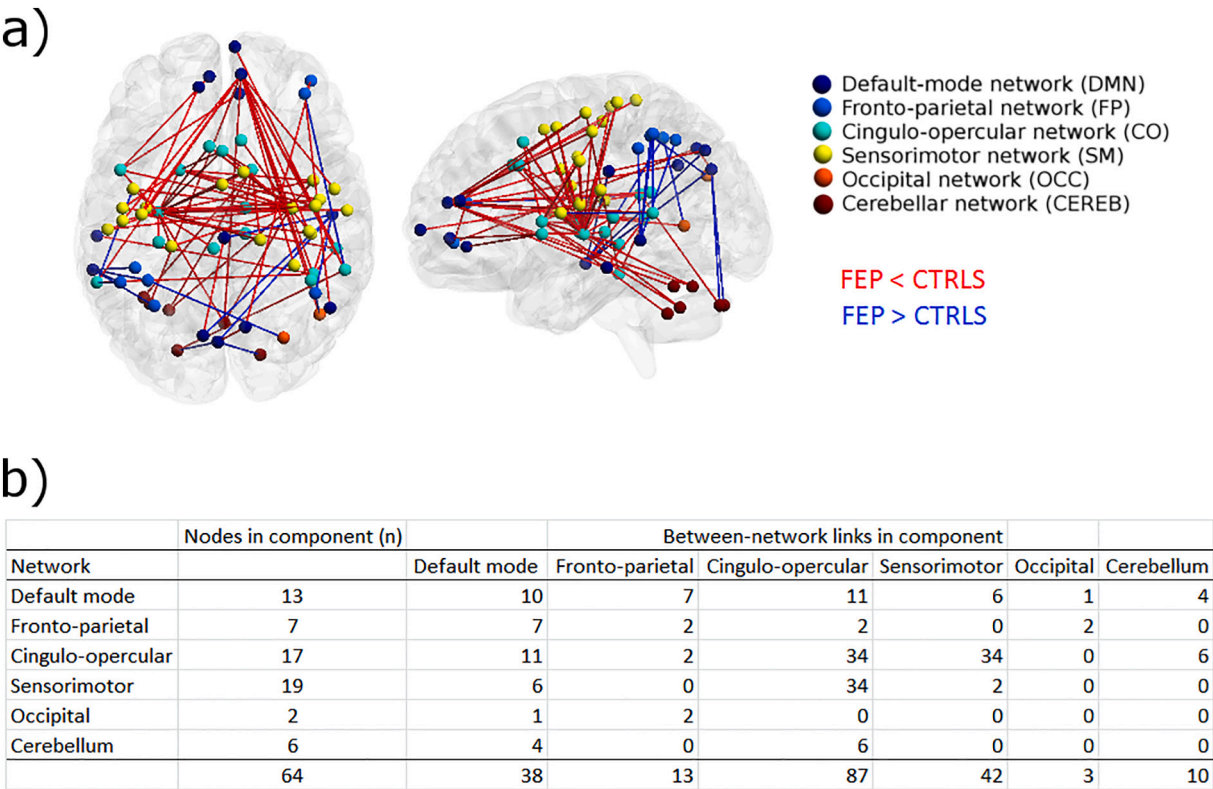 a)
Default-mode network (DMN)
Fronto-parietal network (FP)
Cingulo-opercular network (CO)
Sensorimotor network (SM)
Occipital network (OCC)
Cerebellar network (CEREB)
FEP < CTRLS
FEP > CTRLS
b)
Nodes in component (n) Between-network links in component
Network Default mode Fronto-parietal Cingulo-opercular Sensorimotor Occipital Cerebellum
Default mode 13 10 7 11 6 1 4
Fronto-parietal 7 7 2 2 0 2 0
Cingulo-opercular 17 11 2 34 34 0 6
Sensorimotor 19 6 0 34 2 0 0
Occipital 2 1 2 0 0 0 0
Cerebellum 6 4 0 6 0 0 0
64 38 13 87 42 3 10